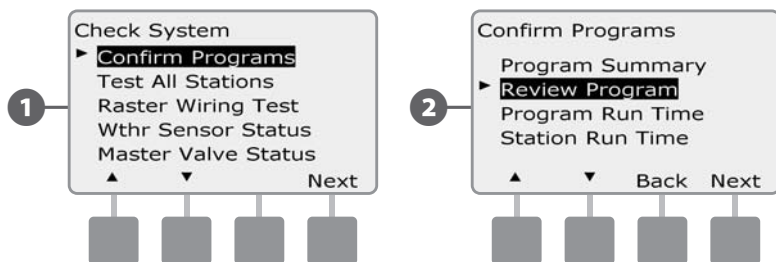 Check System
► Confirm Programs
Test All Stations
Raster Wiring Test
Wthr Sensor Status
Master Valve Status
▲ ▼ Next
1
Confirm Programs
Program Summary
► Review Program
Program Run Time
Station Run Time
▲ ▼ Back Next
2